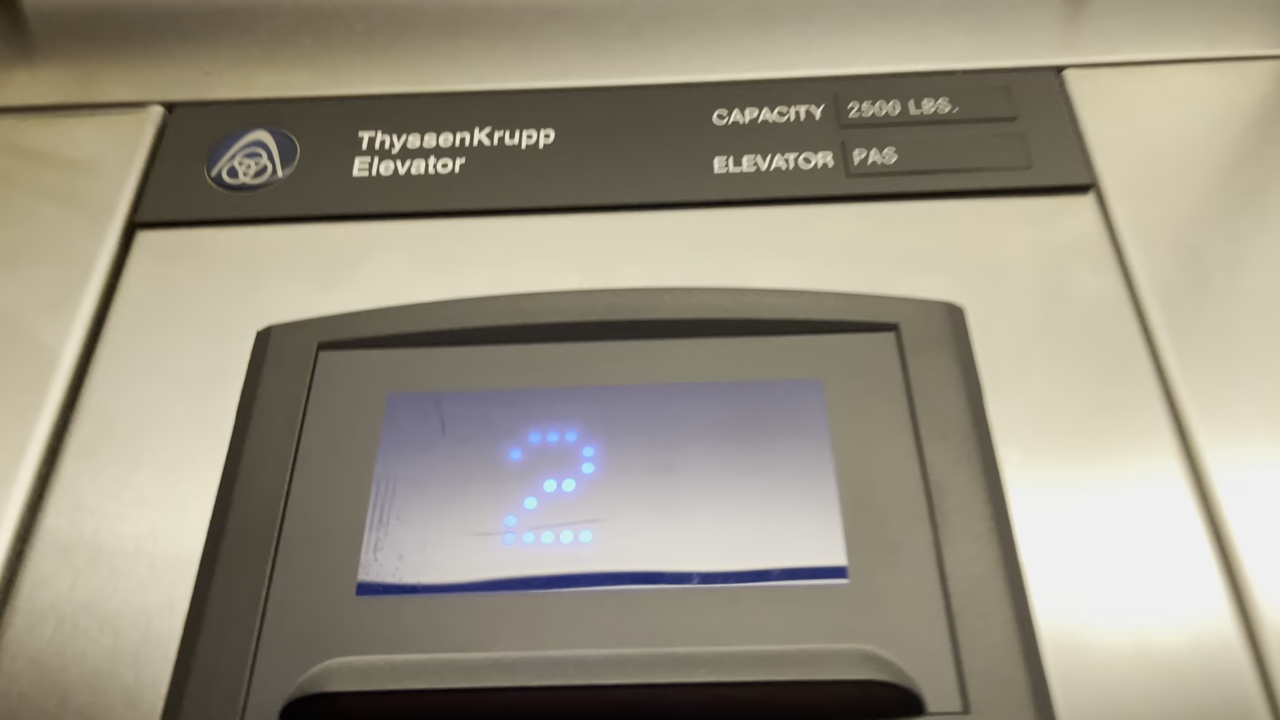 ThyssenKrupp
Elevator
CAPACITY 2500 LBS.
ELEVATOR PAS
2